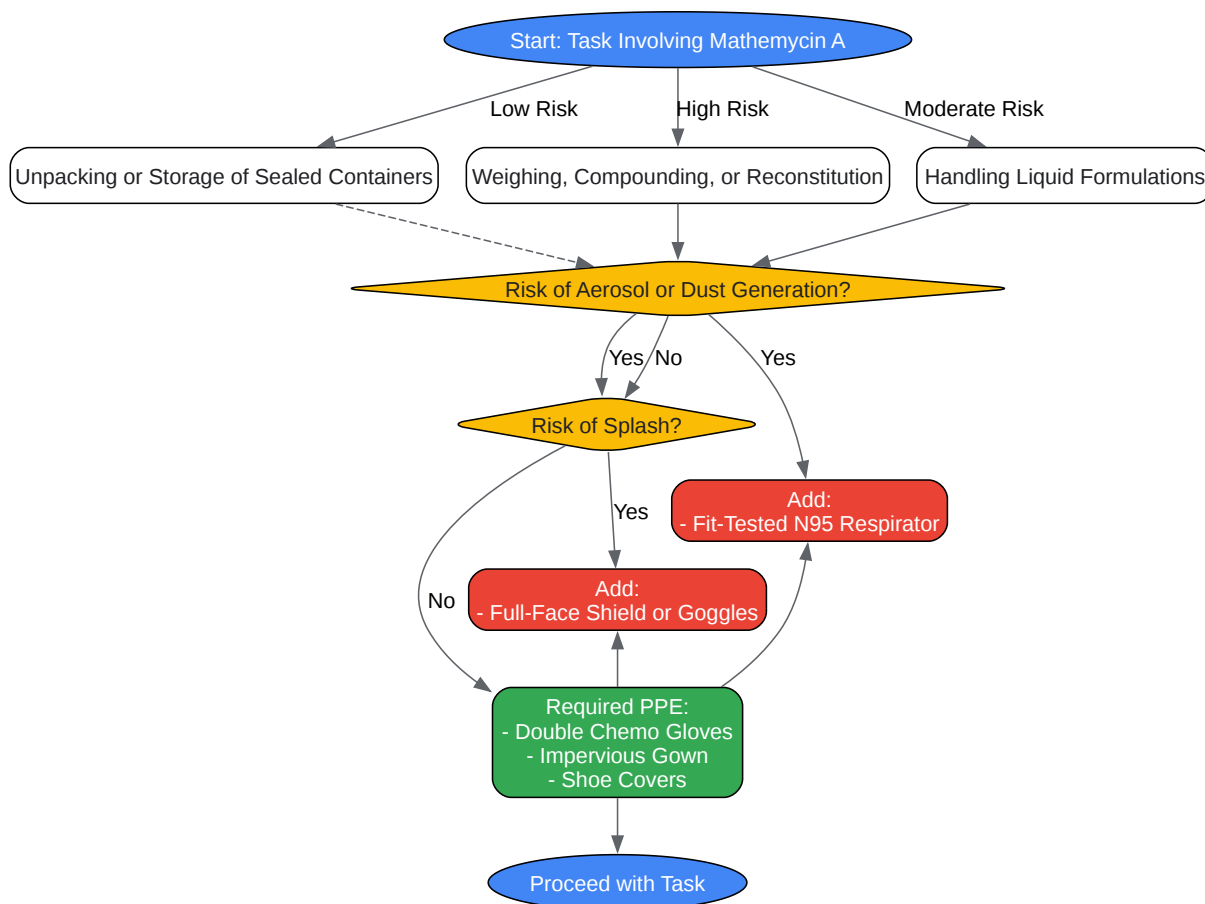 Start: Task Involving Mathemycin A
Low Risk
High Risk
Moderate Risk
Unpacking or Storage of Sealed Containers
Weighing, Compounding, or Reconstitution
Handling Liquid Formulations
Risk of Aerosol or Dust Generation?
Yes
No
Yes
Risk of Splash?
Add:
- Fit-Tested N95 Respirator
Yes
No
Add:
- Full-Face Shield or Goggles
Required PPE:
- Double Chemo Gloves
- Impervious Gown
- Shoe Covers
Proceed with Task